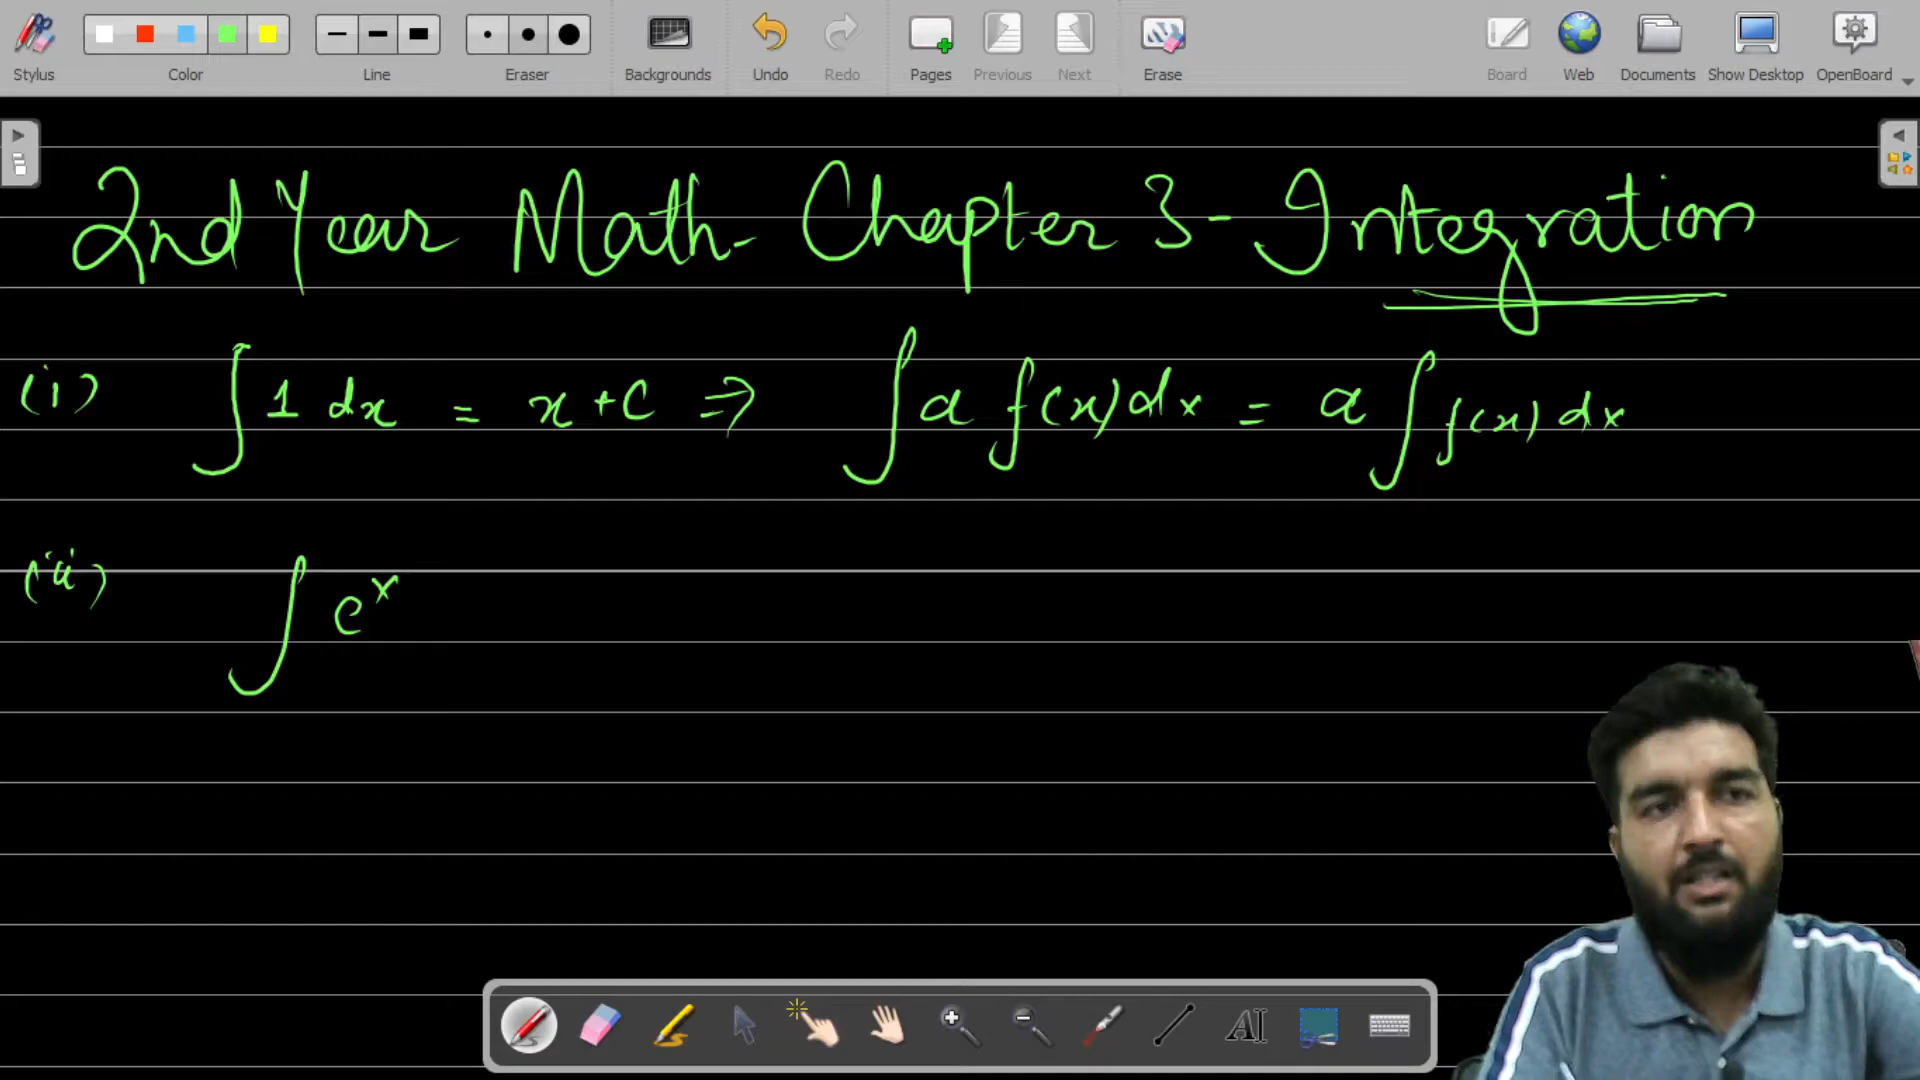 Stylus Color Line Eraser Backgrounds Undo Redo Pages Previous Next Erase Board Web Documents Show Desktop OpenBoard
2nd Year Math - Chapter 3 - Integration
(i) ∫ 1 dx = x + c ⇒ ∫ a f(x) dx = a ∫ f(x) dx
(ii) ∫ e^x
AI